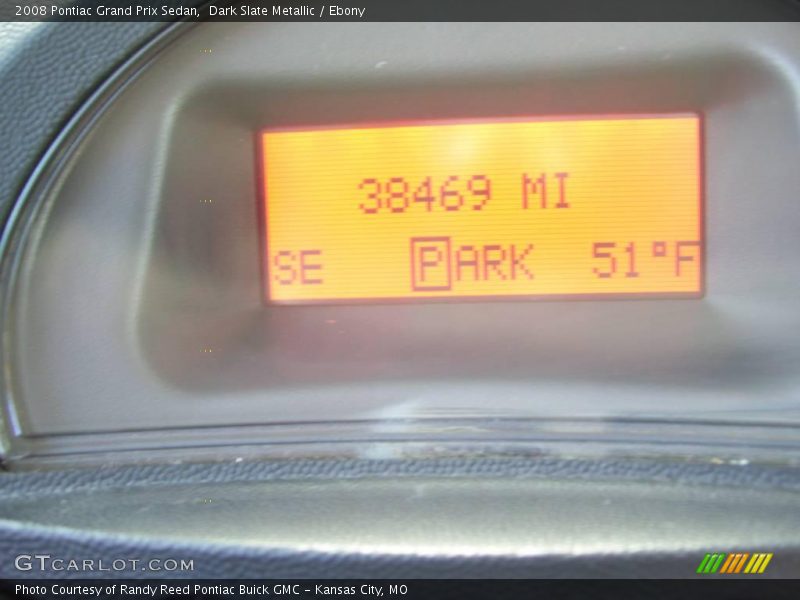 2008 Pontiac Grand Prix Sedan,  Dark Slate Metallic / Ebony
38469 MI
SE PARK 51°F
GTCARLOT.COM
Photo Courtesy of Randy Reed Pontiac Buick GMC - Kansas City, MO